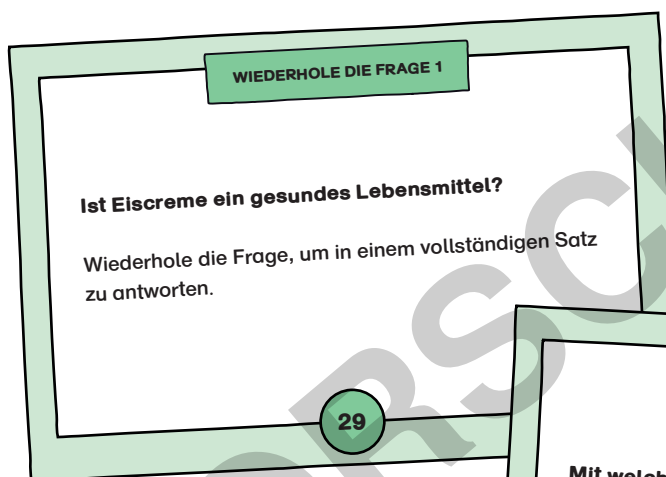 WIEDERHOLE DIE FRAGE 1
Ist Eiscreme ein gesundes Lebensmittel?
Wiederhole die Frage, um in einem vollständigen Satz
zu antworten.
29
Mit